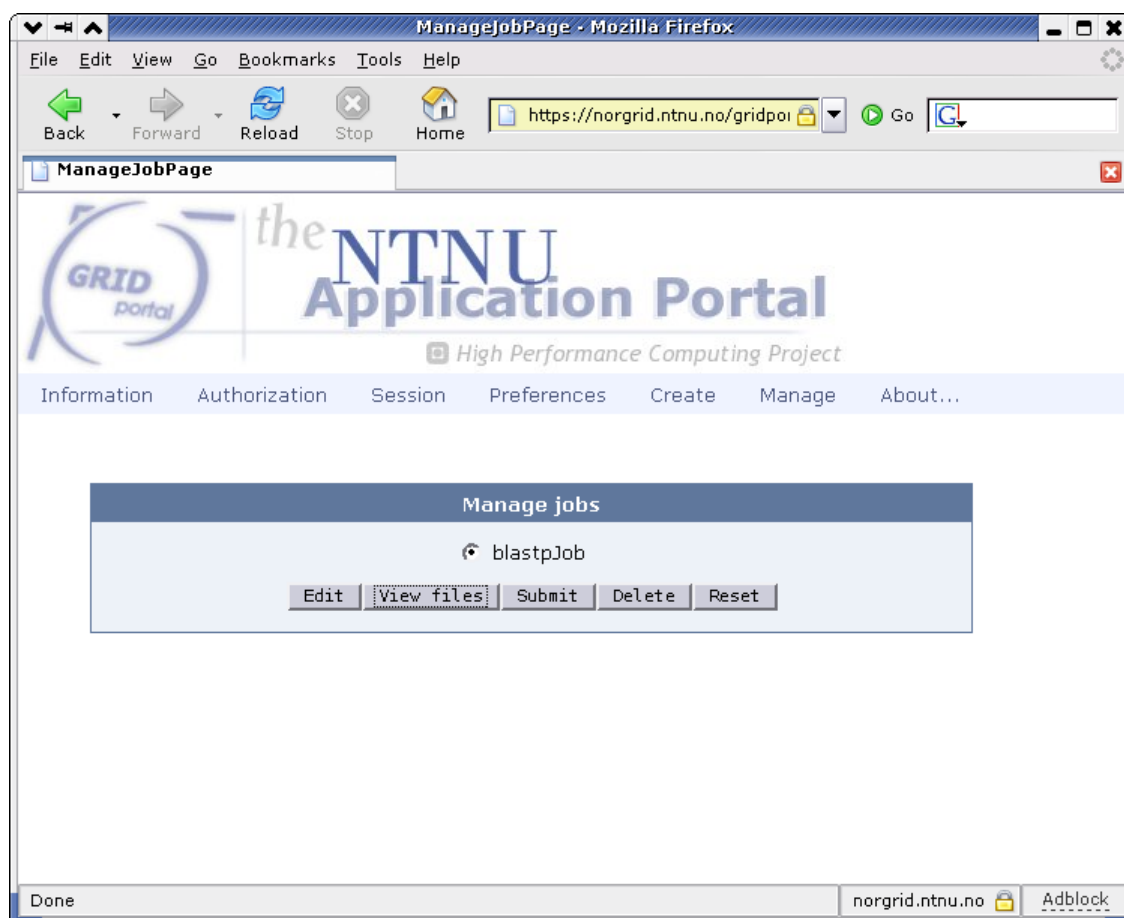 ManageJobPage - Mozilla Firefox
File Edit View Go Bookmarks Tools Help
Back Forward Reload Stop Home https://norgrid.ntnu.no/gridpor Go G
ManageJobPage
the NTNU
GRID portal
Application Portal
High Performance Computing Project
Information Authorization Session Preferences Create Manage About...
Manage jobs
blastpJob
Edit View files Submit Delete Reset
Done norgrid.ntnu.no Adblock